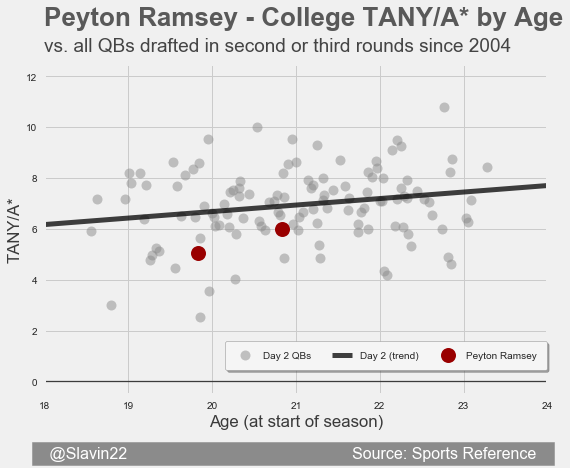 Peyton Ramsey - College TANY/A* by Age
vs. all QBs drafted in second or third rounds since 2004
12
10
8
6
4
2
0
TANY/A*
Day 2 QBs
Day 2 (trend)
Peyton Ramsey
18
19
20
21
22
23
24
Age (at start of season)
@Slavin22
Source: Sports Reference